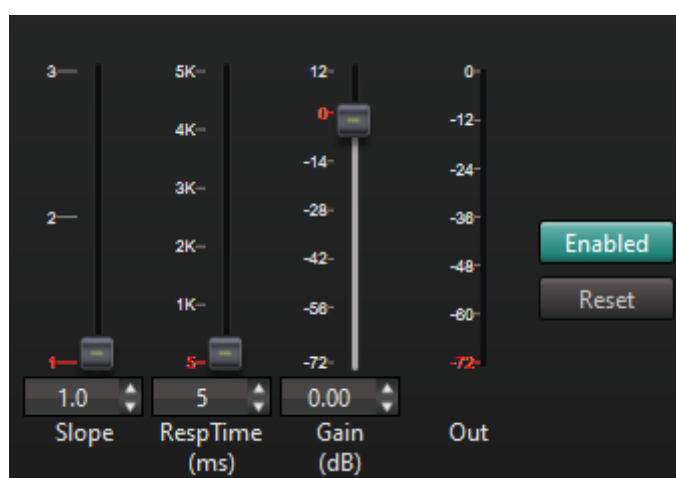 3 5K 12 0
4K 0 -12
-14 -24
3K
2 -28 -36
2K -42 -48
Enabled
1K -56 -60
Reset
1 5 -72 -72
1.0 5 0.00
Slope RespTime Gain Out
(ms) (dB)